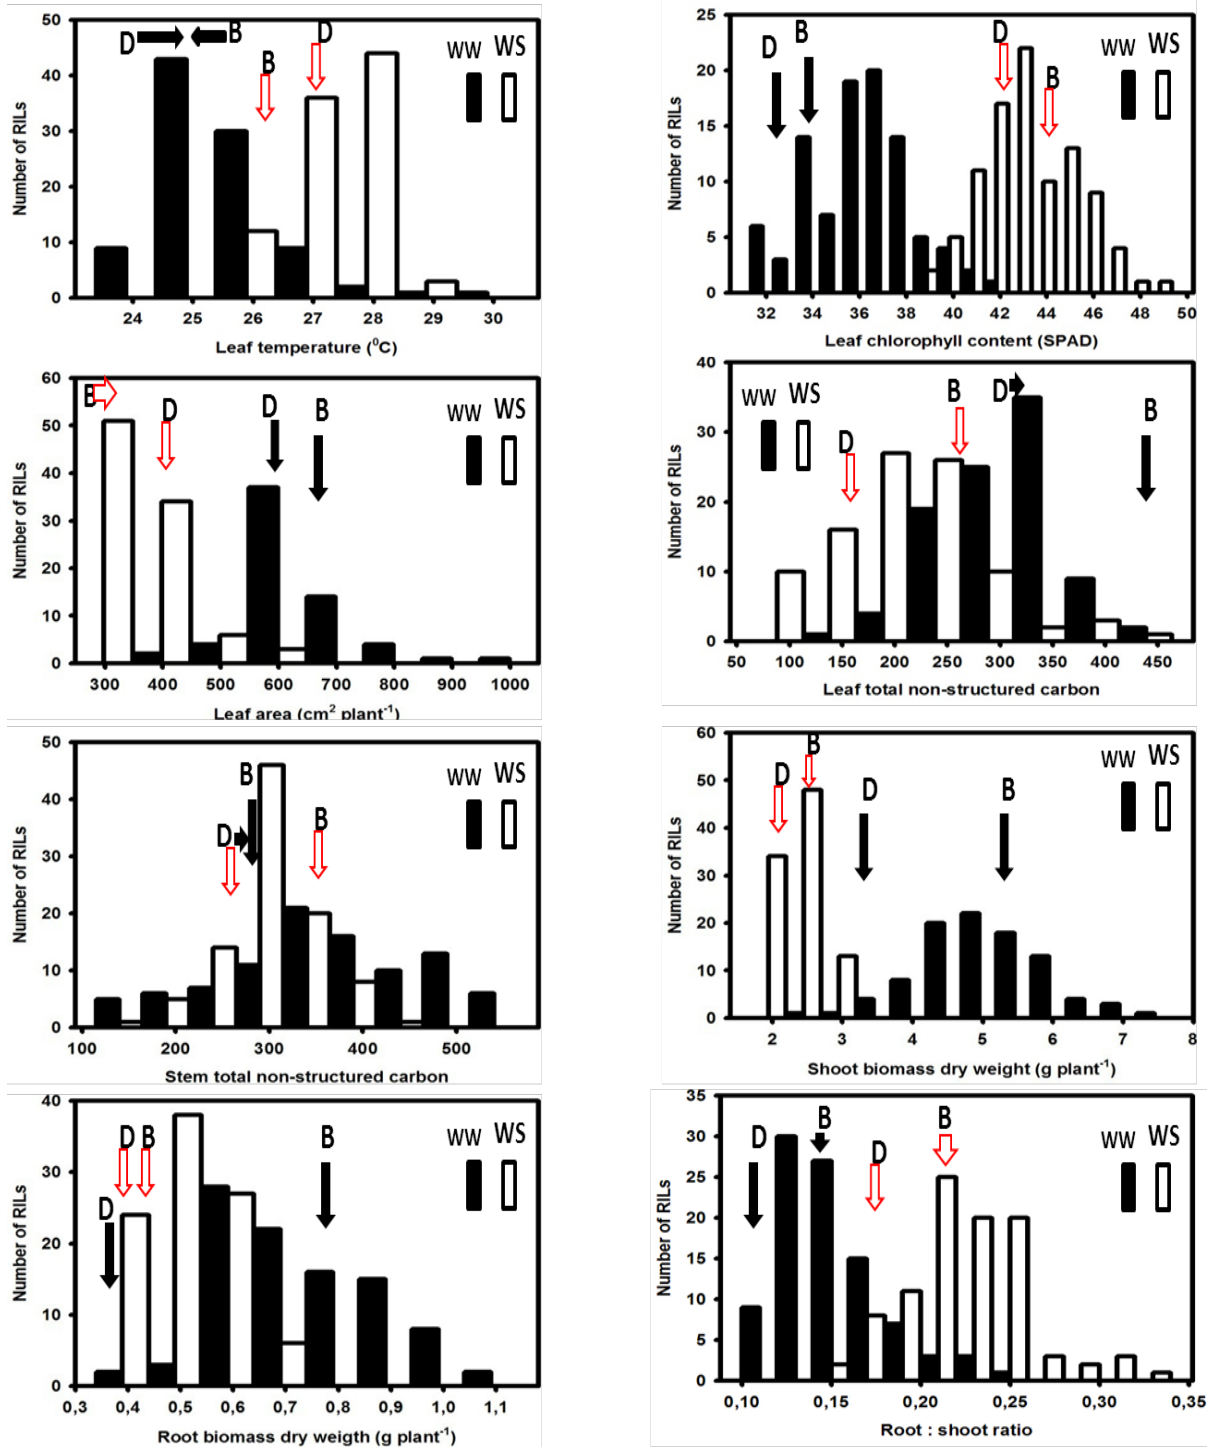 50
40
30
20
10
0
Number of RILs
D
B
B
D
WW
WS
24 25 26 27 28 29 30
Leaf temperature (⁰C)
25
20
15
10
5
0
Number of RILs
D
B
D
B
WW
WS
32 34 36 38 40 42 44 46 48 50
Leaf chlorophyll content (SPAD)
60
50
40
30
20
10
0
Number of RILs
B
D
D
B
WW
WS
300 400 500 600 700 800 900 1000
Leaf area (cm² plant⁻¹)
40
30
20
10
0
Number of RILs
WW
WS
D
B
D
B
50 100 150 200 250 300 350 400 450
Leaf total non-structured carbon
50
40
30
20
10
0
Number of RILs
D
B
B
WW
WS
100 200 300 400 500
Stem total non-structured carbon
60
50
40
30
20
10
0
Number of RILs
D
B
D
B
WW
WS
2 3 4 5 6 7 8
Shoot biomass dry weight (g plant⁻¹)
40
30
20
10
0
Number of RILs
D
D
B
B
WW
WS
0,3 0,4 0,5 0,6 0,7 0,8 0,9 1,0 1,1
Root biomass dry weigth (g plant⁻¹)
35
30
25
20
15
10
5
0
Number of RILs
D
B
D
B
WW
WS
0,10 0,15 0,20 0,25 0,30 0,35
Root : shoot ratio